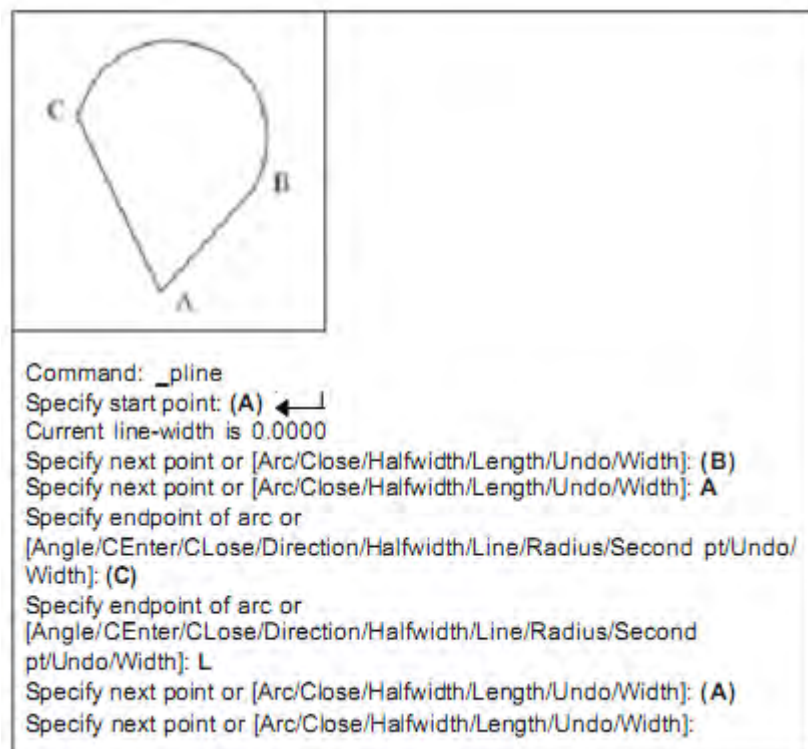 C
B
A
Command: _pline
Specify start point: (A)
Current line-width is 0.0000
Specify next point or [Arc/Close/Halfwidth/Length/Undo/Width]: (B)
Specify next point or [Arc/Close/Halfwidth/Length/Undo/Width]: A
Specify endpoint of arc or
[Angle/CEnter/CLose/Direction/Halfwidth/Line/Radius/Second pt/Undo/
Width]: (C)
Specify endpoint of arc or
[Angle/CEnter/CLose/Direction/Halfwidth/Line/Radius/Second
pt/Undo/Width]: L
Specify next point or [Arc/Close/Halfwidth/Length/Undo/Width]: (A)
Specify next point or [Arc/Close/Halfwidth/Length/Undo/Width]: